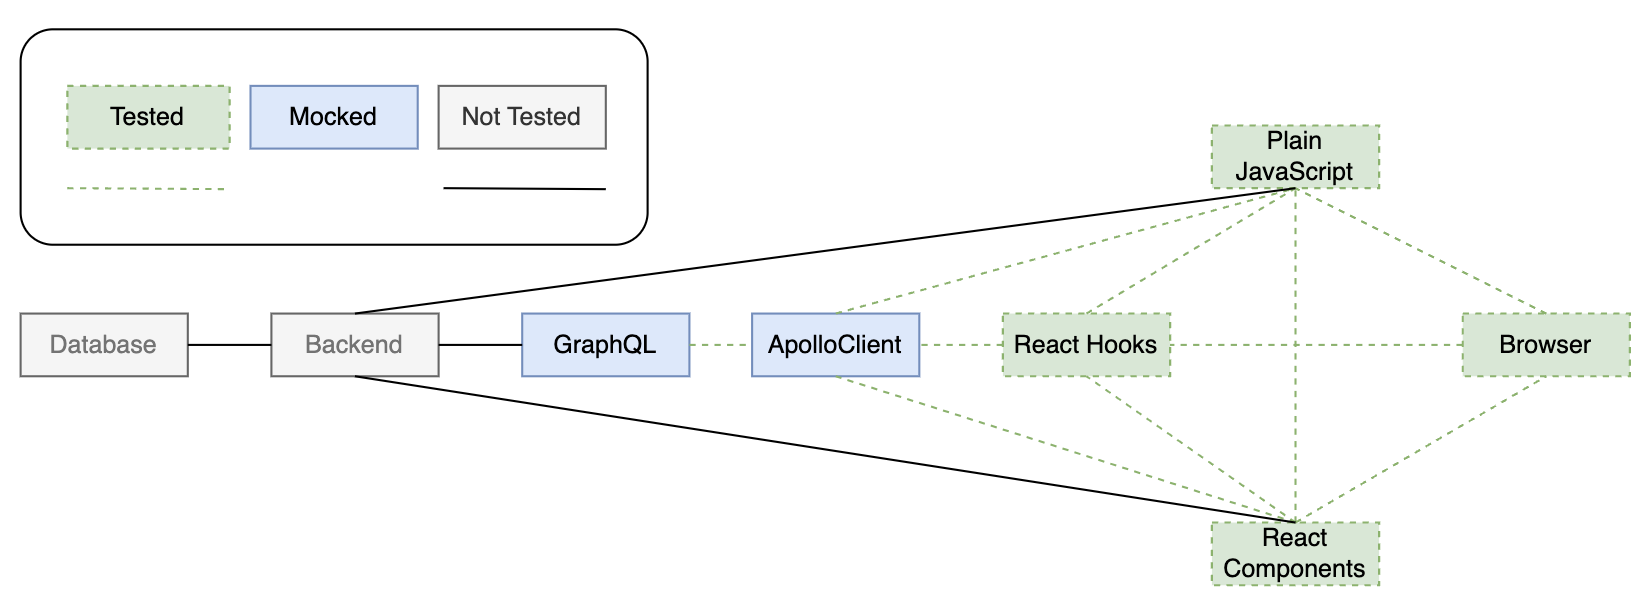 Tested
Mocked
Not Tested
Plain
JavaScript
Database
Backend
GraphQL
ApolloClient
React Hooks
Browser
React
Components